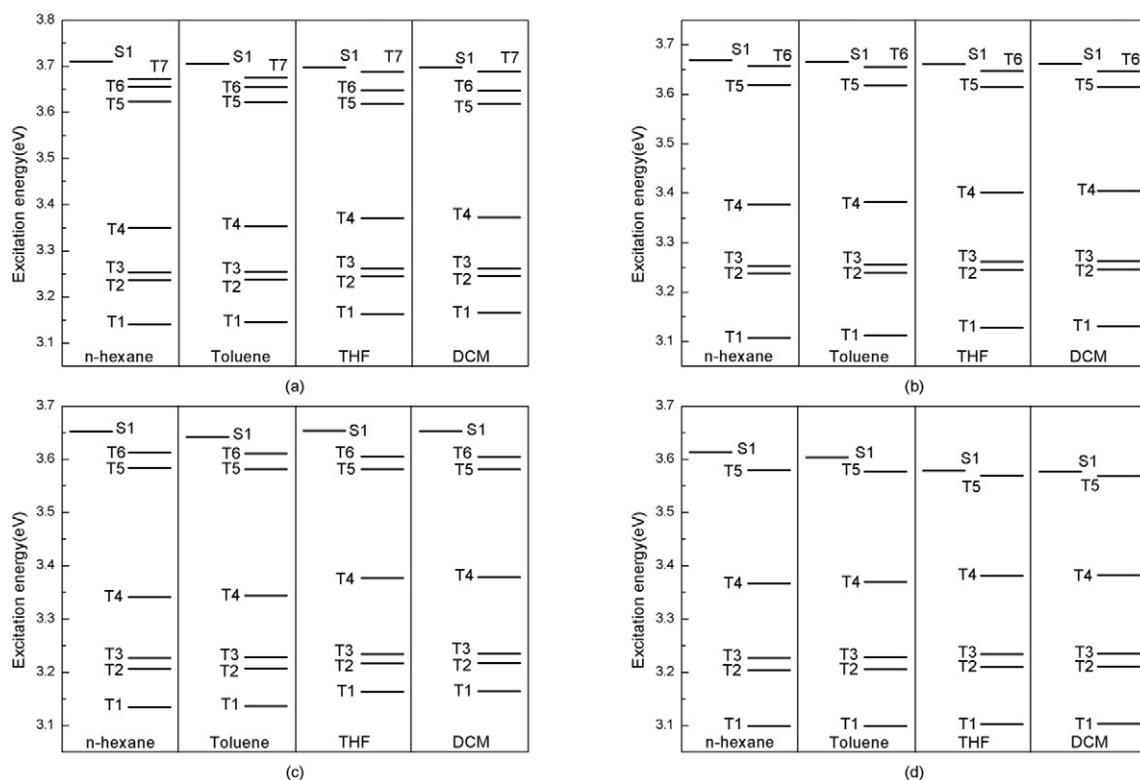 3.8
3.7
3.6
3.5
3.4
3.3
3.2
3.1
Excitation energy(eV)
S1
T7
T6
T5
T4
T3
T2
T1
n-hexane
S1
T7
T6
T5
T4
T3
T2
T1
Toluene
S1
T7
T6
T5
T4
T3
T2
T1
THF
S1
T7
T6
T5
T4
T3
T2
T1
DCM
(a)
3.7
3.6
3.5
3.4
3.3
3.2
3.1
Excitation energy(eV)
S1
T6
T5
T4
T3
T2
T1
n-hexane
S1
T6
T5
T4
T3
T2
T1
Toluene
S1
T6
T5
T4
T3
T2
T1
THF
S1
T6
T5
T4
T3
T2
T1
DCM
(b)
3.7
3.6
3.5
3.4
3.3
3.2
3.1
Excitation energy(eV)
S1
T6
T5
T4
T3
T2
T1
n-hexane
S1
T6
T5
T4
T3
T2
T1
Toluene
S1
T6
T5
T4
T3
T2
T1
THF
S1
T6
T5
T4
T3
T2
T1
DCM
(c)
3.7
3.6
3.5
3.4
3.3
3.2
3.1
Excitation energy(eV)
S1
T5
T4
T3
T2
T1
n-hexane
S1
T5
T4
T3
T2
T1
Toluene
S1
T5
T4
T3
T2
T1
THF
S1
T5
T4
T3
T2
T1
DCM
(d)